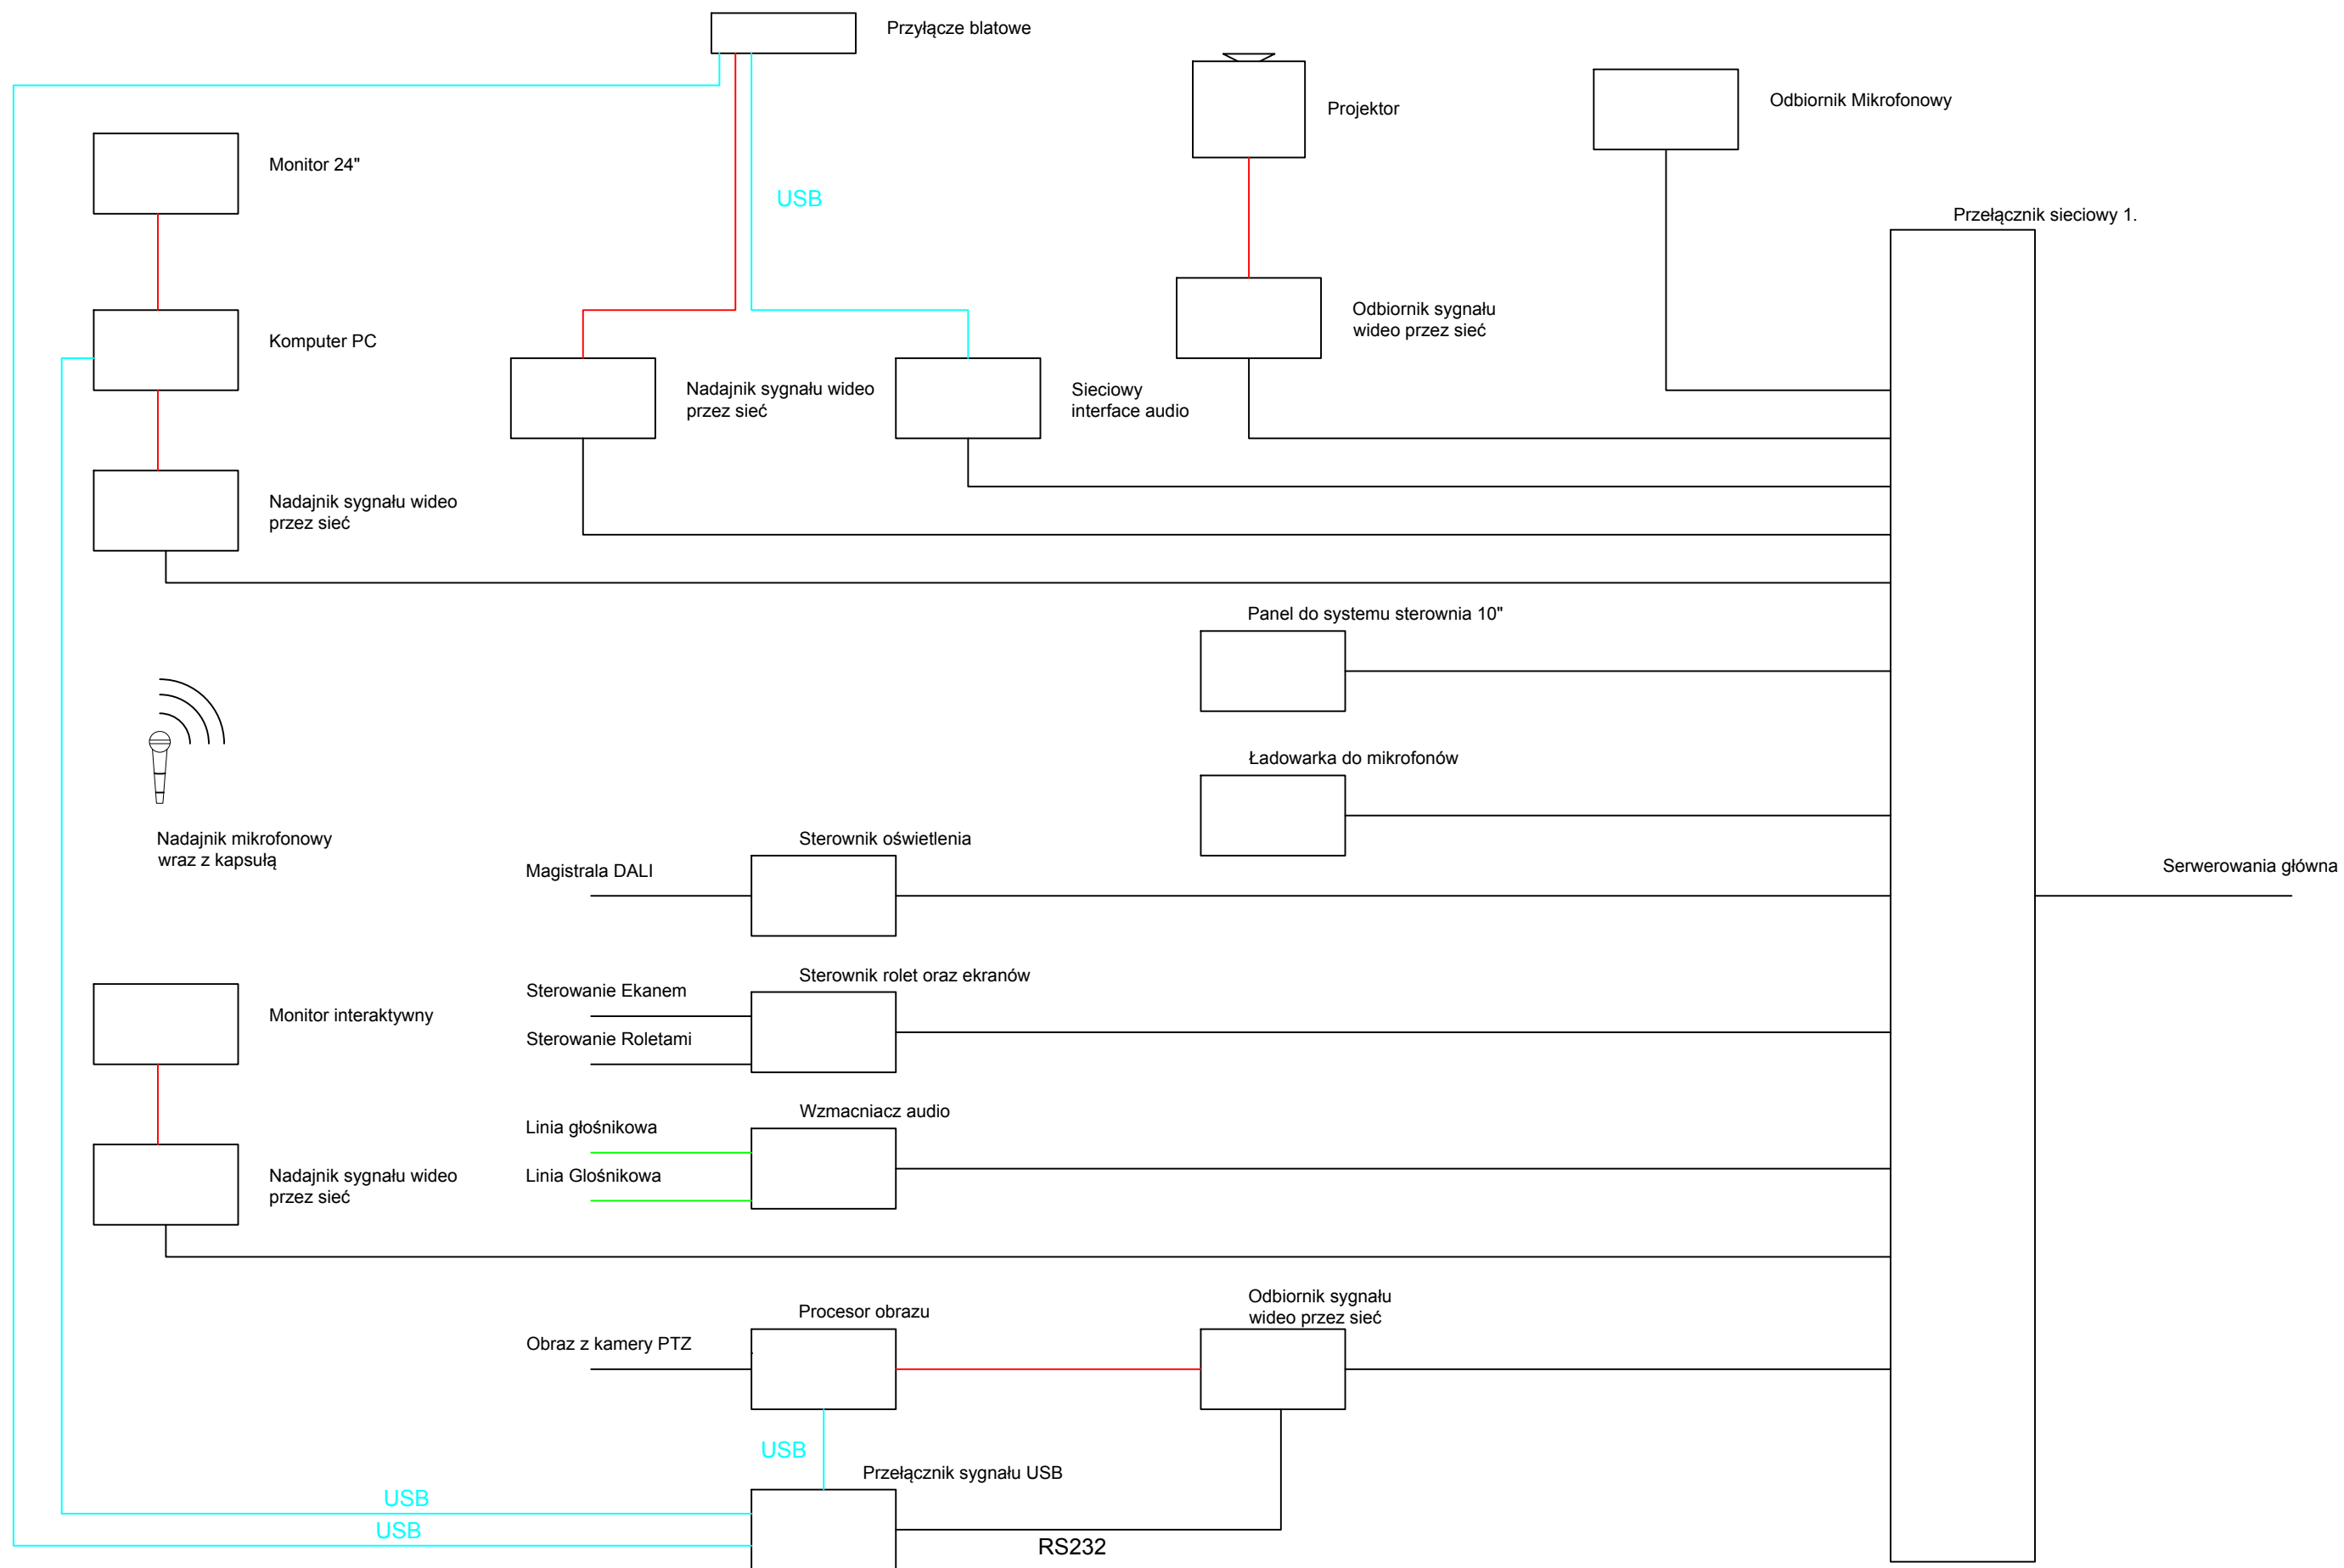 Przyłącze blatowe
Projektor
Odbiornik Mikrofonowy
Monitor 24"
USB
Przełącznik sieciowy 1.
Komputer PC
Odbiornik sygnału
wideo przez sieć
Nadajnik sygnału wideo
przez sieć
Sieciowy
interface audio
Nadajnik sygnału wideo
przez sieć
Panel do systemu sterownia 10"
Ładowarka do mikrofonów
Nadajnik mikrofonowy
wraz z kapsułą
Sterownik oświetlenia
Magistrala DALI
Serwerowania główna
Sterownik rolet oraz ekranów
Sterowanie Ekanem
Monitor interaktywny
Sterowanie Roletami
Wzmacniacz audio
Linia głośnikowa
Linia Glośnikowa
Nadajnik sygnału wideo
przez sieć
Procesor obrazu
Odbiornik sygnału
wideo przez sieć
Obraz z kamery PTZ
USB
Przełącznik sygnału USB
USB
USB
RS232